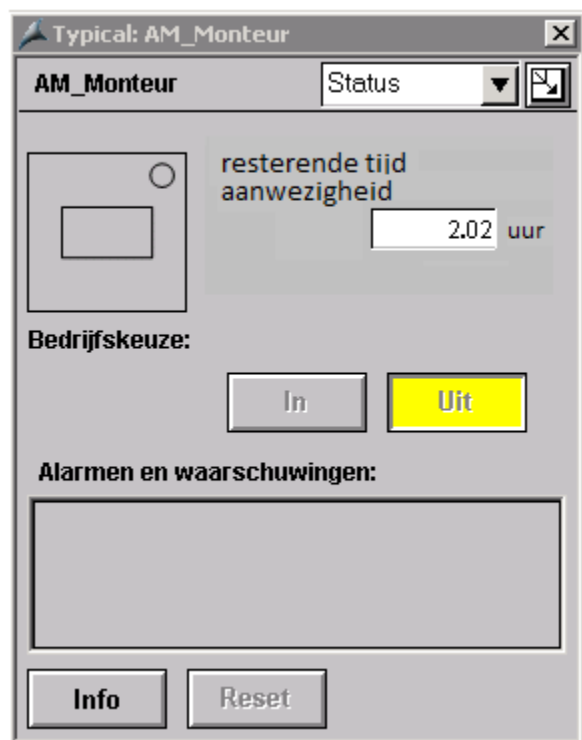 Typical: AM_Monteur
AM_Monteur
Status
resterende tijd
aanwezigheid
2.02 uur
Bedrijfskeuze:
In Uit
Alarmen en waarschuwingen:
Info Reset